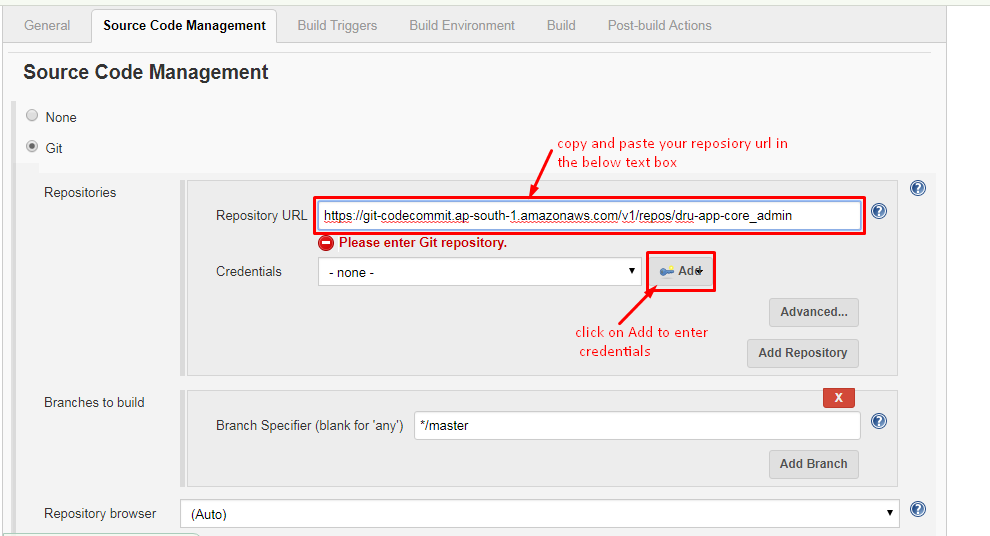 General Source Code Management Build Triggers Build Environment Build Post-build Actions
Source Code Management
None
Git
copy and paste your reposiory url in
the below text box
Repositories
Repository URL https://git-codecommit.ap-south-1.amazonaws.com/v1/repos/dru-app-core_admin
Please enter Git repository.
Credentials - none - Add
click on Add to enter
credentials
Advanced...
Add Repository
Branches to build
X
Branch Specifier (blank for 'any') */master
Add Branch
Repository browser (Auto)